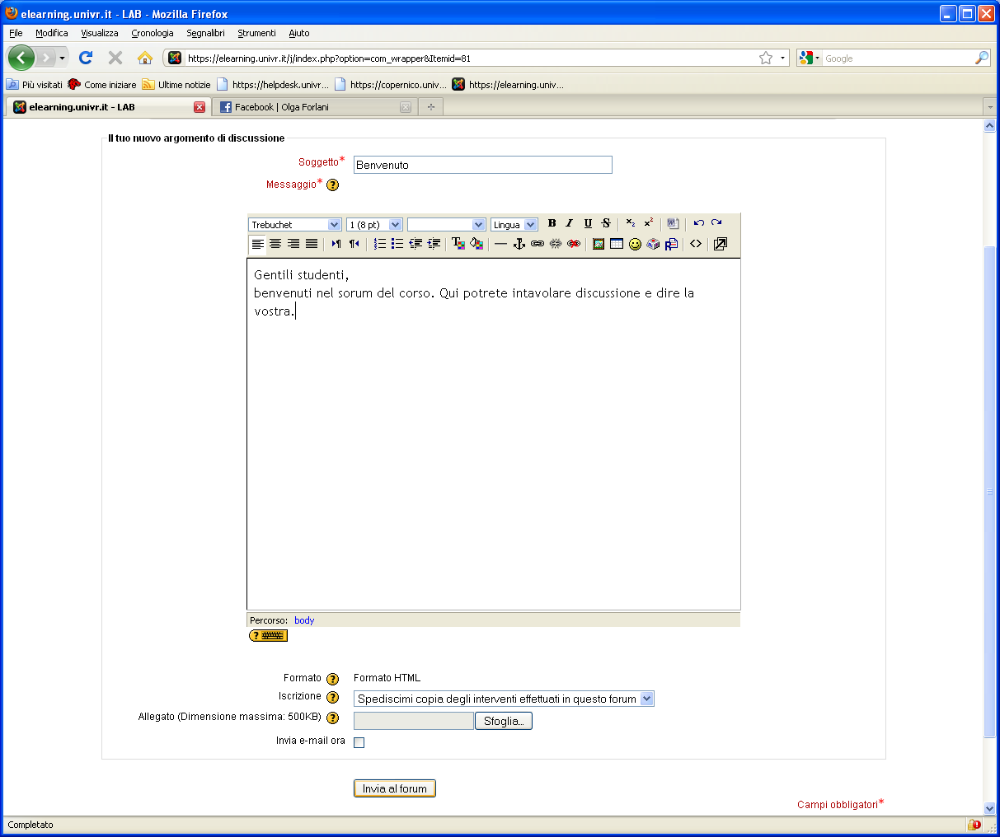 elearning.univr.it - LAB - Mozilla Firefox
File Modifica Visualizza Cronologia Segnalibri Strumenti Aiuto
https://elearning.univr.it/j/index.php?option=com_wrapper&Itemid=81 Google
Più visitati Come iniziare Ultime notizie https://helpdesk.univr... https://copernico.univ... https://elearning.univ...
elearning.univr.it - LAB Facebook | Olga Forlani
Il tuo nuovo argomento di discussione
Soggetto* Benvenuto
Messaggio*
Trebuchet 1 (8 pt) Lingua B I U S x2 x2
Gentili studenti,
benvenuti nel sorum del corso. Qui potrete intavolare discussione e dire la
vostra.
Percorso: body
Formato Formato HTML
Iscrizione Spediscimi copia degli interventi effettuati in questo forum
Allegato (Dimensione massima: 500KB) Sfoglia...
Invia e-mail ora
Invia al forum
Campi obbligatori*
Completato